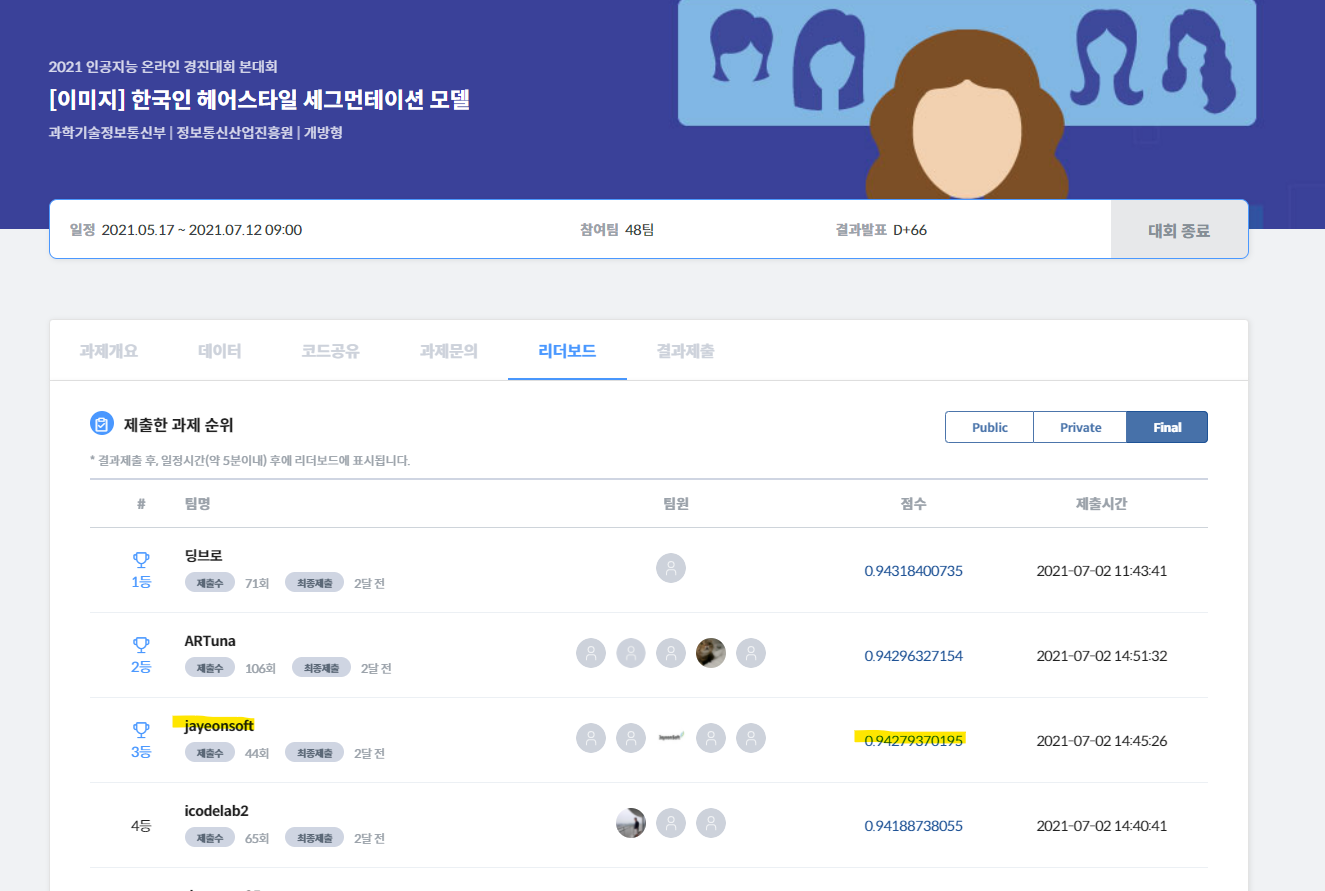 2021 인공지능 온라인 경진대회 본대회
[이미지] 한국인 헤어스타일 세그먼테이션 모델
과학기술정보통신부 | 정보통신산업진흥원 | 개방형
일정 2021.05.17 ~ 2021.07.12 09:00 참여팀 48팀 결과발표 D+66 대회 종료
과제개요 데이터 코드공유 과제문의 리더보드 결과제출
제출한 과제 순위 Public Private Final
* 결과제출 후, 일정시간(약 5분이내) 후에 리더보드에 표시됩니다.
# 팀명 팀원 점수 제출시간
딩브로
1등 제출수 71회 최종제출 2달 전 0.94318400735 2021-07-02 11:43:41
ARTuna
2등 제출수 106회 최종제출 2달 전 0.94296327154 2021-07-02 14:51:32
jayeonsoft
3등 제출수 44회 최종제출 2달 전 0.94279370195 2021-07-02 14:45:26
icodelab2
4등 제출수 65회 최종제출 2달 전 0.94188738055 2021-07-02 14:40:41